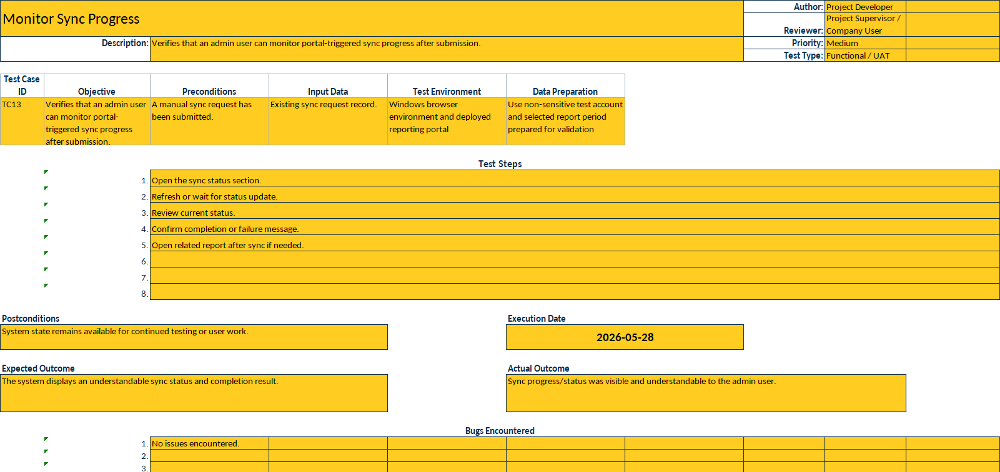 Monitor Sync Progress
Author: Project Developer
Reviewer: Project Supervisor /
Company User
Description: Verifies that an admin user can monitor portal-triggered sync progress after submission.
Priority: Medium
Test Type: Functional / UAT
Test Case
ID
Objective
Preconditions
Input Data
Test Environment
Data Preparation
TC13
Verifies that an admin user
can monitor portal-
triggered sync progress
after submission.
A manual sync request has
been submitted.
Existing sync request record.
Windows browser
environment and deployed
reporting portal
Use non-sensitive test account
and selected report period
prepared for validation
Test Steps
1. Open the sync status section.
2. Refresh or wait for status update.
3. Review current status.
4. Confirm completion or failure message.
5. Open related report after sync if needed.
6.
7.
8.
Postconditions
System state remains available for continued testing or user work.
Execution Date
2026-05-28
Expected Outcome
The system displays an understandable sync status and completion result.
Actual Outcome
Sync progress/status was visible and understandable to the admin user.
Bugs Encountered
1. No issues encountered.
2.
3.